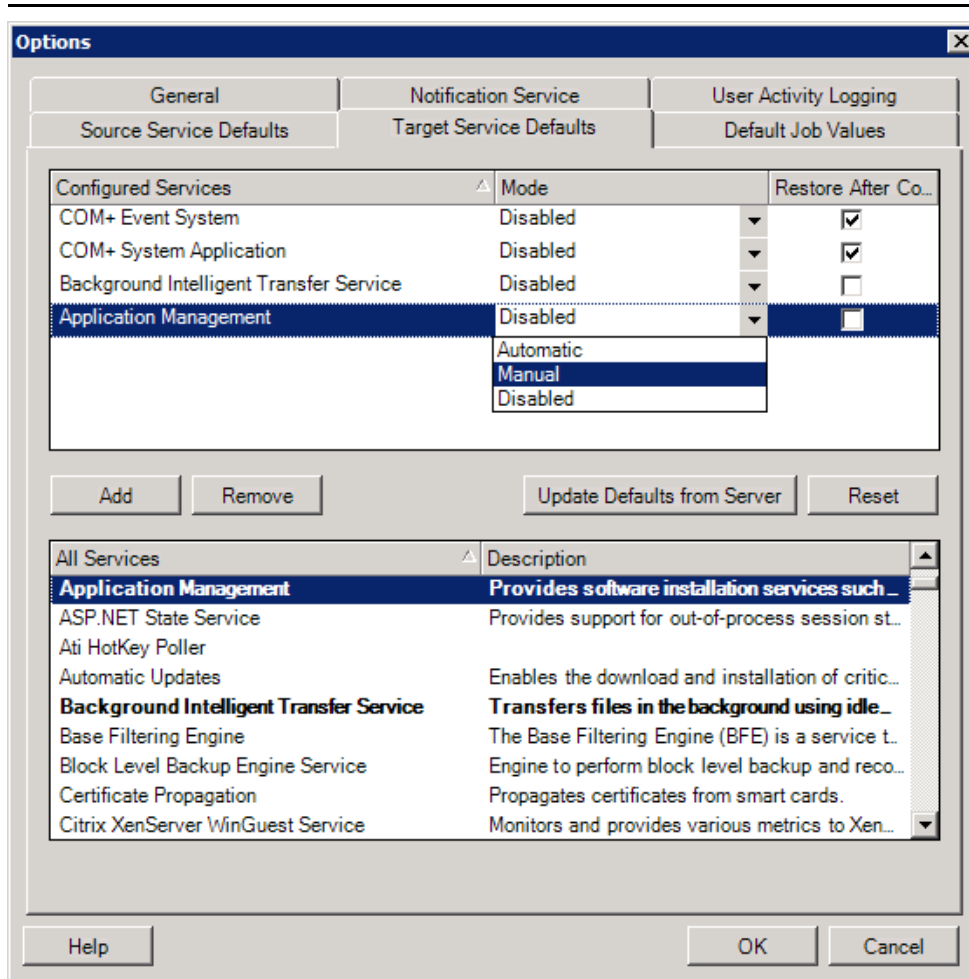 Options
General Notification Service User Activity Logging
Source Service Defaults Target Service Defaults Default Job Values
Configured Services Mode Restore After Co...
COM+ Event System Disabled
COM+ System Application Disabled
Background Intelligent Transfer Service Disabled
Application Management Disabled
Automatic
Manual
Disabled
Add Remove Update Defaults from Server Reset
All Services Description
Application Management Provides software installation services such ...
ASP.NET State Service Provides support for out-of-process session st...
Ati HotKey Poller
Automatic Updates Enables the download and installation of critic...
Background Intelligent Transfer Service Transfers files in the background using idle...
Base Filtering Engine The Base Filtering Engine (BFE) is a service t...
Block Level Backup Engine Service Engine to perform block level backup and reco...
Certificate Propagation Propagates certificates from smart cards.
Citrix XenServer WinGuest Service Monitors and provides various metrics to Xen...
Help OK Cancel